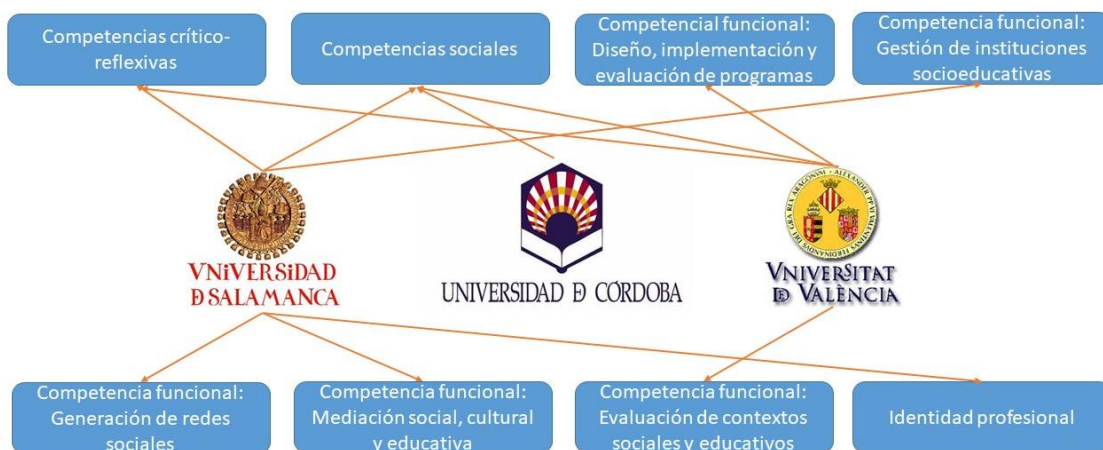 Competencias crítico-
reflexivas
Competencias sociales
Competencial funcional:
Diseño, implementación y
evaluación de programas
Competencia funcional:
Gestión de instituciones
socioeducativas
VNiVERSiDAD
Ð SALAMANCA
UNIVERSIDAD Ð CÓRDOBA
VNIVERSITAT
DE VALÈNCIA
Competencia funcional:
Generación de redes
sociales
Competencia funcional:
Mediación social, cultural
y educativa
Competencia funcional:
Evaluación de contextos
sociales y educativos
Identidad profesional